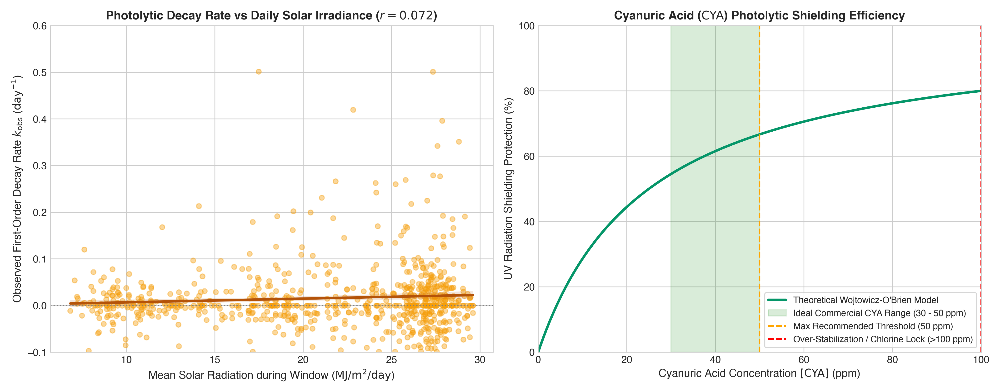 Photolytic Decay Rate vs Daily Solar Irradiance (r = 0.072)
0.6
0.5
0.4
0.3
0.2
0.1
0.0
−0.1
10
15
20
25
30
Observed First-Order Decay Rate k_obs (day⁻¹)
Mean Solar Radiation during Window (MJ/m²/day)
Cyanuric Acid (CYA) Photolytic Shielding Efficiency
100
80
60
40
20
0
0
20
40
60
80
100
UV Radiation Shielding Protection (%)
Cyanuric Acid Concentration [CYA] (ppm)
Theoretical Wojtowicz-O'Brien Model
Ideal Commercial CYA Range (30 - 50 ppm)
Max Recommended Threshold (50 ppm)
Over-Stabilization / Chlorine Lock (>100 ppm)